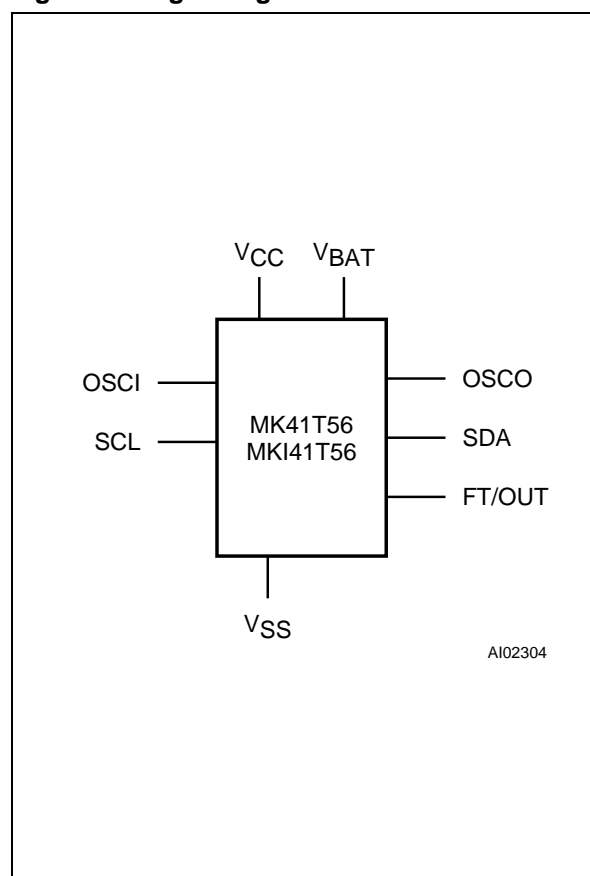 VCC VBAT
OSCI OSCO
MK41T56
SCL SDA
MKI41T56
FT/OUT
VSS
AI02304